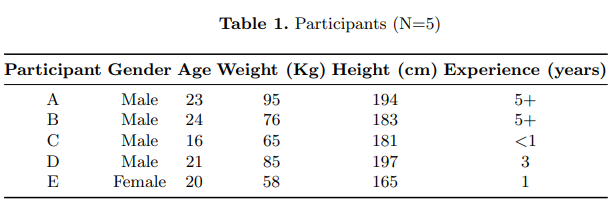 Table 1. Participants (N=5)
Participant Gender Age Weight (Kg) Height (cm) Experience (years)
A Male 23 95 194 5+
B Male 24 76 183 5+
C Male 16 65 181 <1
D Male 21 85 197 3
E Female 20 58 165 1